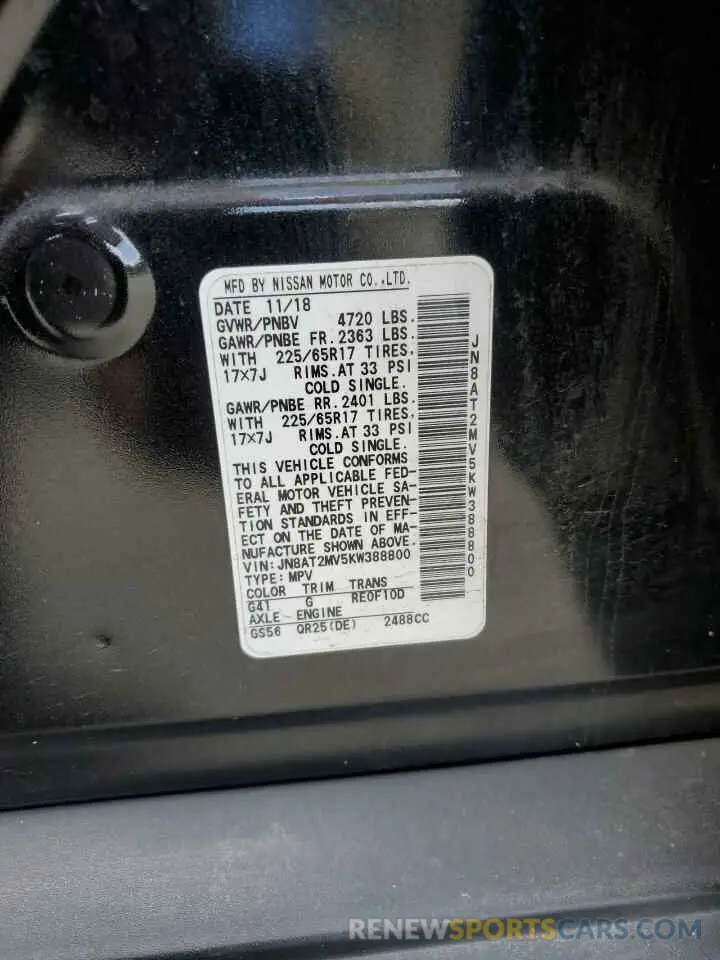 MFD BY NISSAN MOTOR CO.,LTD.
DATE 11/18
GVWR/PNBV 4720 LBS.
GAWR/PNBE FR. 2363 LBS.
WITH 225/65R17 TIRES,
17×7J RIMS.AT 33 PSI
COLD SINGLE.
GAWR/PNBE RR. 2401 LBS.
WITH 225/65R17 TIRES,
17×7J RIMS.AT 33 PSI
COLD SINGLE.
THIS VEHICLE CONFORMS
TO ALL APPLICABLE FED-
ERAL MOTOR VEHICLE SA-
FETY AND THEFT PREVEN-
TION STANDARDS IN EFF-
ECT ON THE DATE OF MA-
NUFACTURE SHOWN ABOVE.
VIN:JN8AT2MV5KW388800
TYPE:MPV
COLOR TRIM TRANS
G41 G RE0F10D
AXLE ENGINE
GS56 QR25(DE) 2488CC
JN8AT2MV5KW388800
RENEWSPORTSCARS.COM